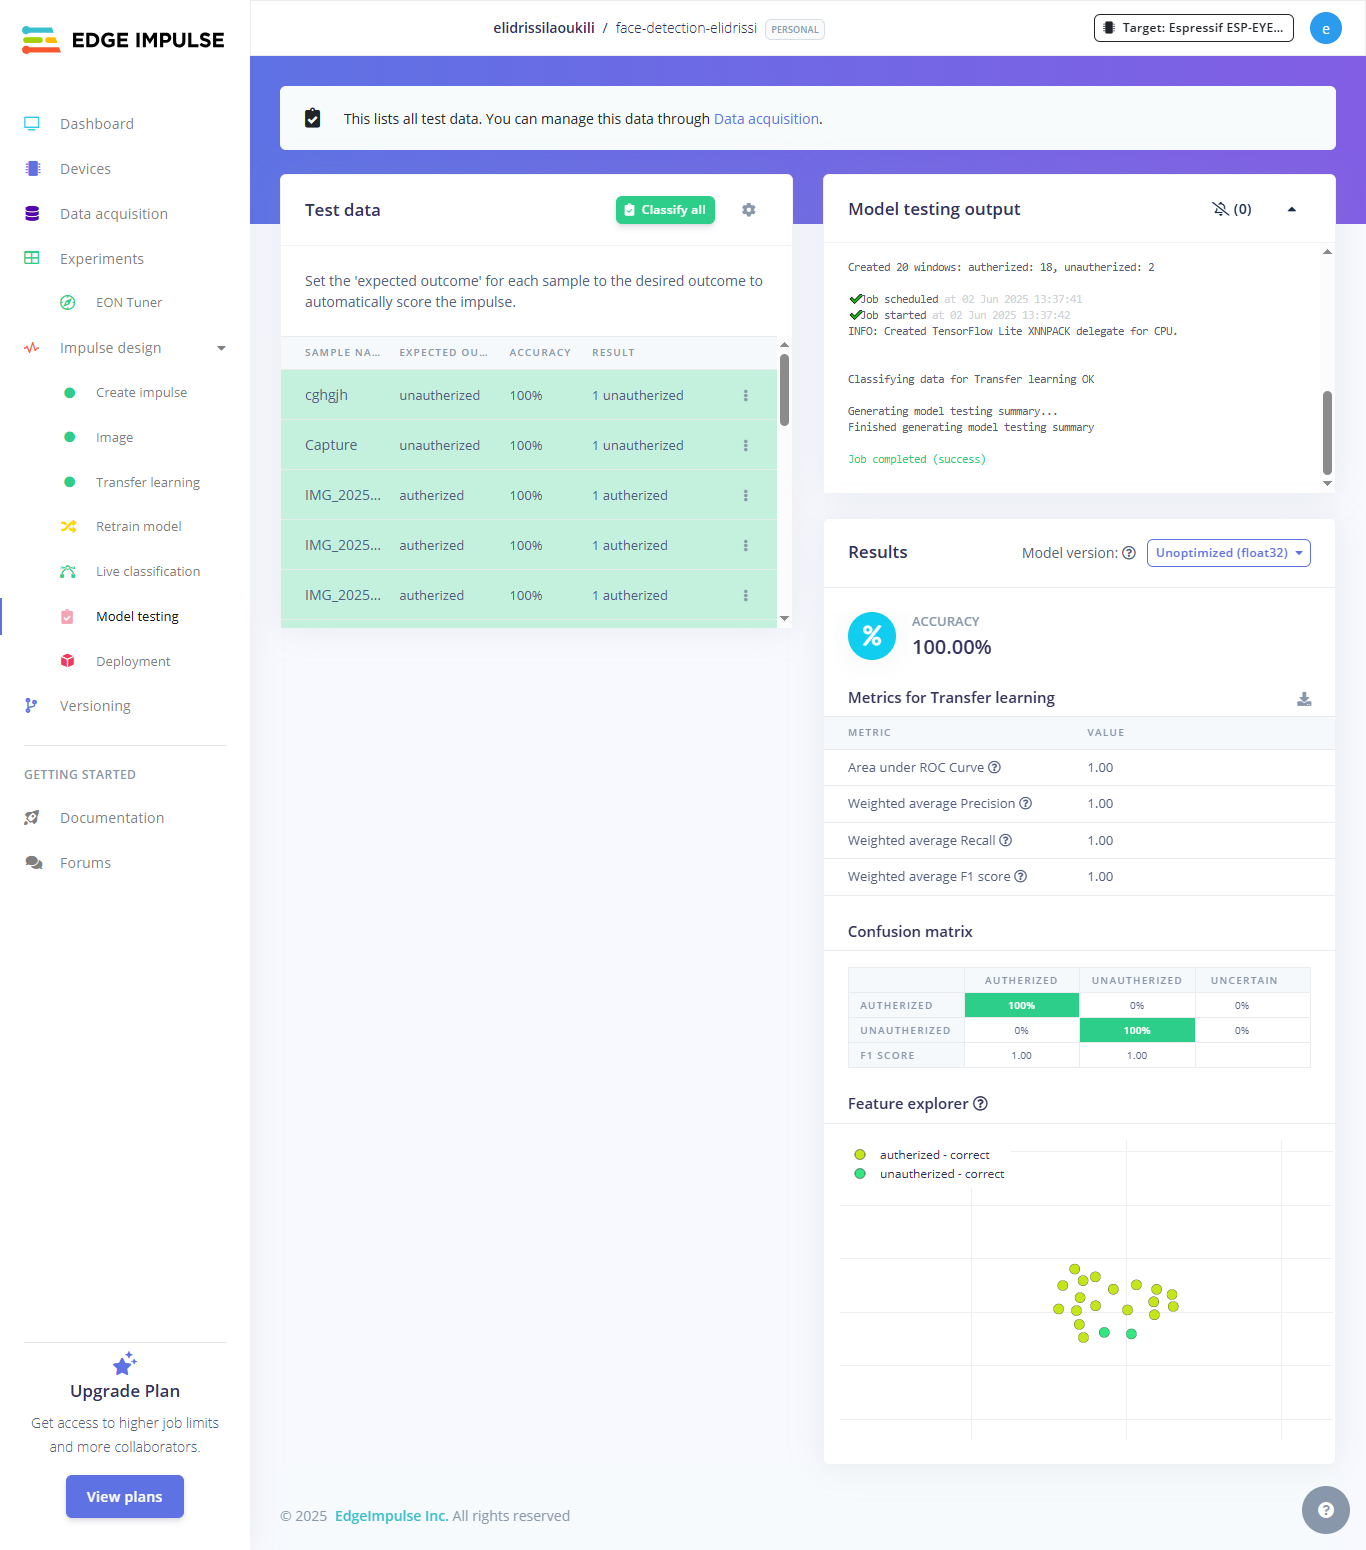 EDGE IMPULSE
elidrissilaoukili / face-detection-elidrissi PERSONAL
Target: Espressif ESP-EYE...
e
Dashboard
Devices
Data acquisition
Experiments
EON Tuner
Impulse design
Create impulse
Image
Transfer learning
Retrain model
Live classification
Model testing
Deployment
Versioning
GETTING STARTED
Documentation
Forums
Upgrade Plan
Get access to higher job limits
and more collaborators.
View plans
This lists all test data. You can manage this data through Data acquisition.
Test data
Classify all
Set the 'expected outcome' for each sample to the desired outcome to
automatically score the impulse.
SAMPLE NA... EXPECTED OU... ACCURACY RESULT
cghgjh unautherized 100% 1 unautherized
Capture unautherized 100% 1 unautherized
IMG_2025... autherized 100% 1 autherized
IMG_2025... autherized 100% 1 autherized
IMG_2025... autherized 100% 1 autherized
Model testing output
(0)
Created 20 windows: autherized: 18, unautherized: 2
Job scheduled at 02 Jun 2025 13:37:41
Job started at 02 Jun 2025 13:37:42
INFO: Created TensorFlow Lite XNNPACK delegate for CPU.
Classifying data for Transfer learning OK
Generating model testing summary...
Finished generating model testing summary
Job completed (success)
Results
Model version: ? Unoptimized (float32)
%
ACCURACY
100.00%
Metrics for Transfer learning
METRIC VALUE
Area under ROC Curve ? 1.00
Weighted average Precision ? 1.00
Weighted average Recall ? 1.00
Weighted average F1 score ? 1.00
Confusion matrix
AUTHERIZED UNAUTHERIZED UNCERTAIN
AUTHERIZED 100% 0% 0%
UNAUTHERIZED 0% 100% 0%
F1 SCORE 1.00 1.00
Feature explorer ?
autherized - correct
unautherized - correct
© 2025 EdgeImpulse Inc. All rights reserved
?